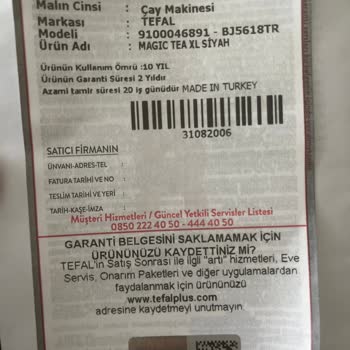 Malın Cinsi : Çay Makinesi
Markası : TEFAL
Modeli : 9100046891 - BJ5618TR
Ürün Adı : MAGIC TEA XL SİYAH
Ürünün Kullanım Ömrü :10 YIL
Ürünün Garanti Süresi 2 Yıldır
Azami tamir süresi 20 iş günüdür MADE IN TURKEY
31082006
SATICI FİRMANIN
ÜNVANI-ADRES-TEL :
FATURA TARİHİ VE NO :
TESLİM TARİHİ VE YERİ :
TARİH-KAŞE-İMZA :
Müşteri Hizmetleri / Güncel Yetkili Servisler Listesi
0850 222 40 50 - 444 40 50
GARANTİ BELGESİNİ SAKLAMAMAK İÇİN
ÜRÜNÜNÜZÜ KAYDETTİNİZ Mİ?
TEFAL'in Satış Sonrası ile ilgili "artı" hizmetleri, Eve
Servis, Onarım Paketleri ve diğer uygulamalardan
faydalanmak için ürününüzü
www.tefalplus.com
adresine kaydetmeyi unutmayın